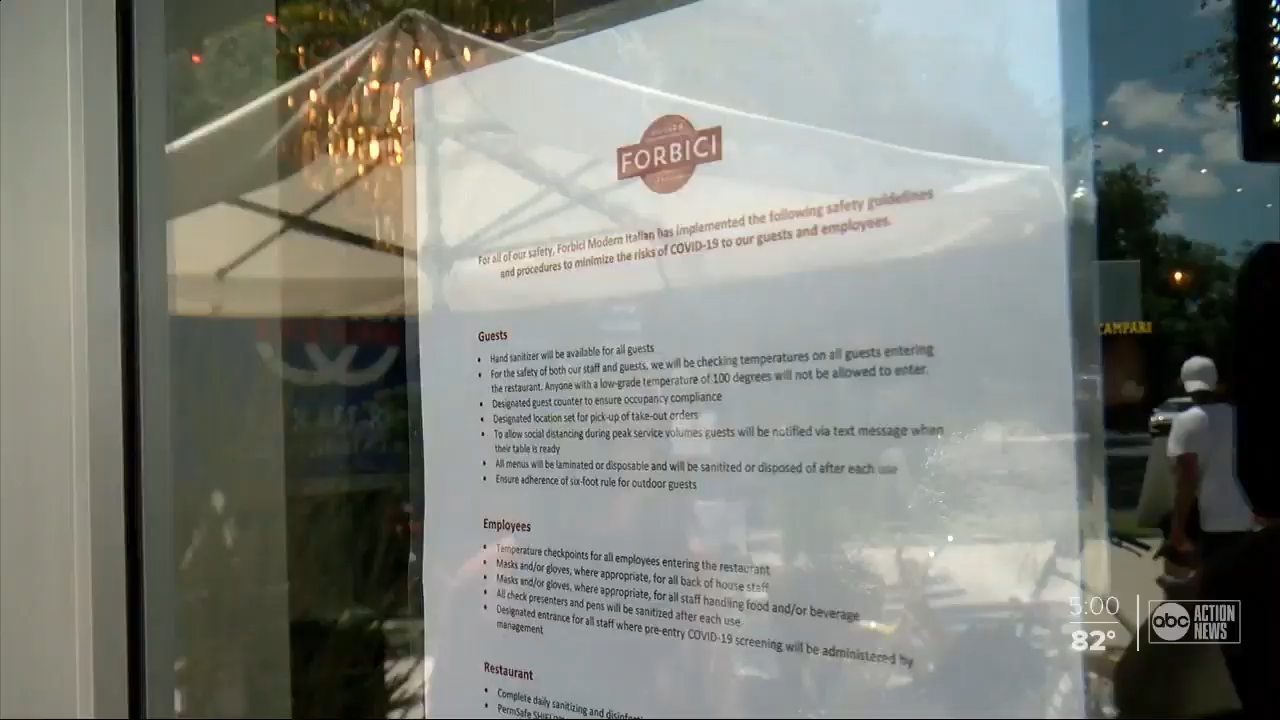 FORBICI
For all of our safety, Forbici Modern Italian has implemented the following safety guidelines
and procedures to minimize the risks of COVID-19 to our guests and employees.
Guests
• Hand sanitizer will be available for all guests
• For the safety of both our staff and guests, we will be checking temperatures on all guests entering
the restaurant. Anyone with a low-grade temperature of 100 degrees will not be allowed to enter.
• Designated guest counter to ensure occupancy compliance
• Designated location set for pick-up of take-out orders
• To allow social distancing during peak service volumes guests will be notified via text message when
their table is ready
• All menus will be laminated or disposable and will be sanitized or disposed of after each use
• Ensure adherence of six-foot rule for outdoor guests
Employees
• Temperature checkpoints for all employees entering the restaurant
• Masks and/or gloves, where appropriate, for all back of house staff
• Masks and/or gloves, where appropriate, for all staff handling food and/or beverage
• All check presenters and pens will be sanitized after each use
• Designated entrance for all staff where pre-entry COVID-19 screening will be administered by
management
Restaurant
• Complete daily sanitizing and
• PermSafe
CAMPARI
5:00
82°
abc ACTION
NEWS